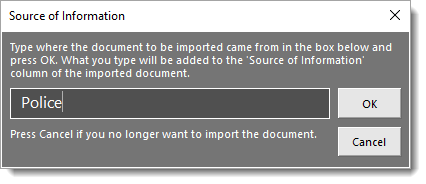 Source of Information
Type where the document to be imported came from in the box below and
press OK. What you type will be added to the 'Source of Information'
column of the imported document.
Police
OK
Press Cancel if you no longer want to import the document.
Cancel